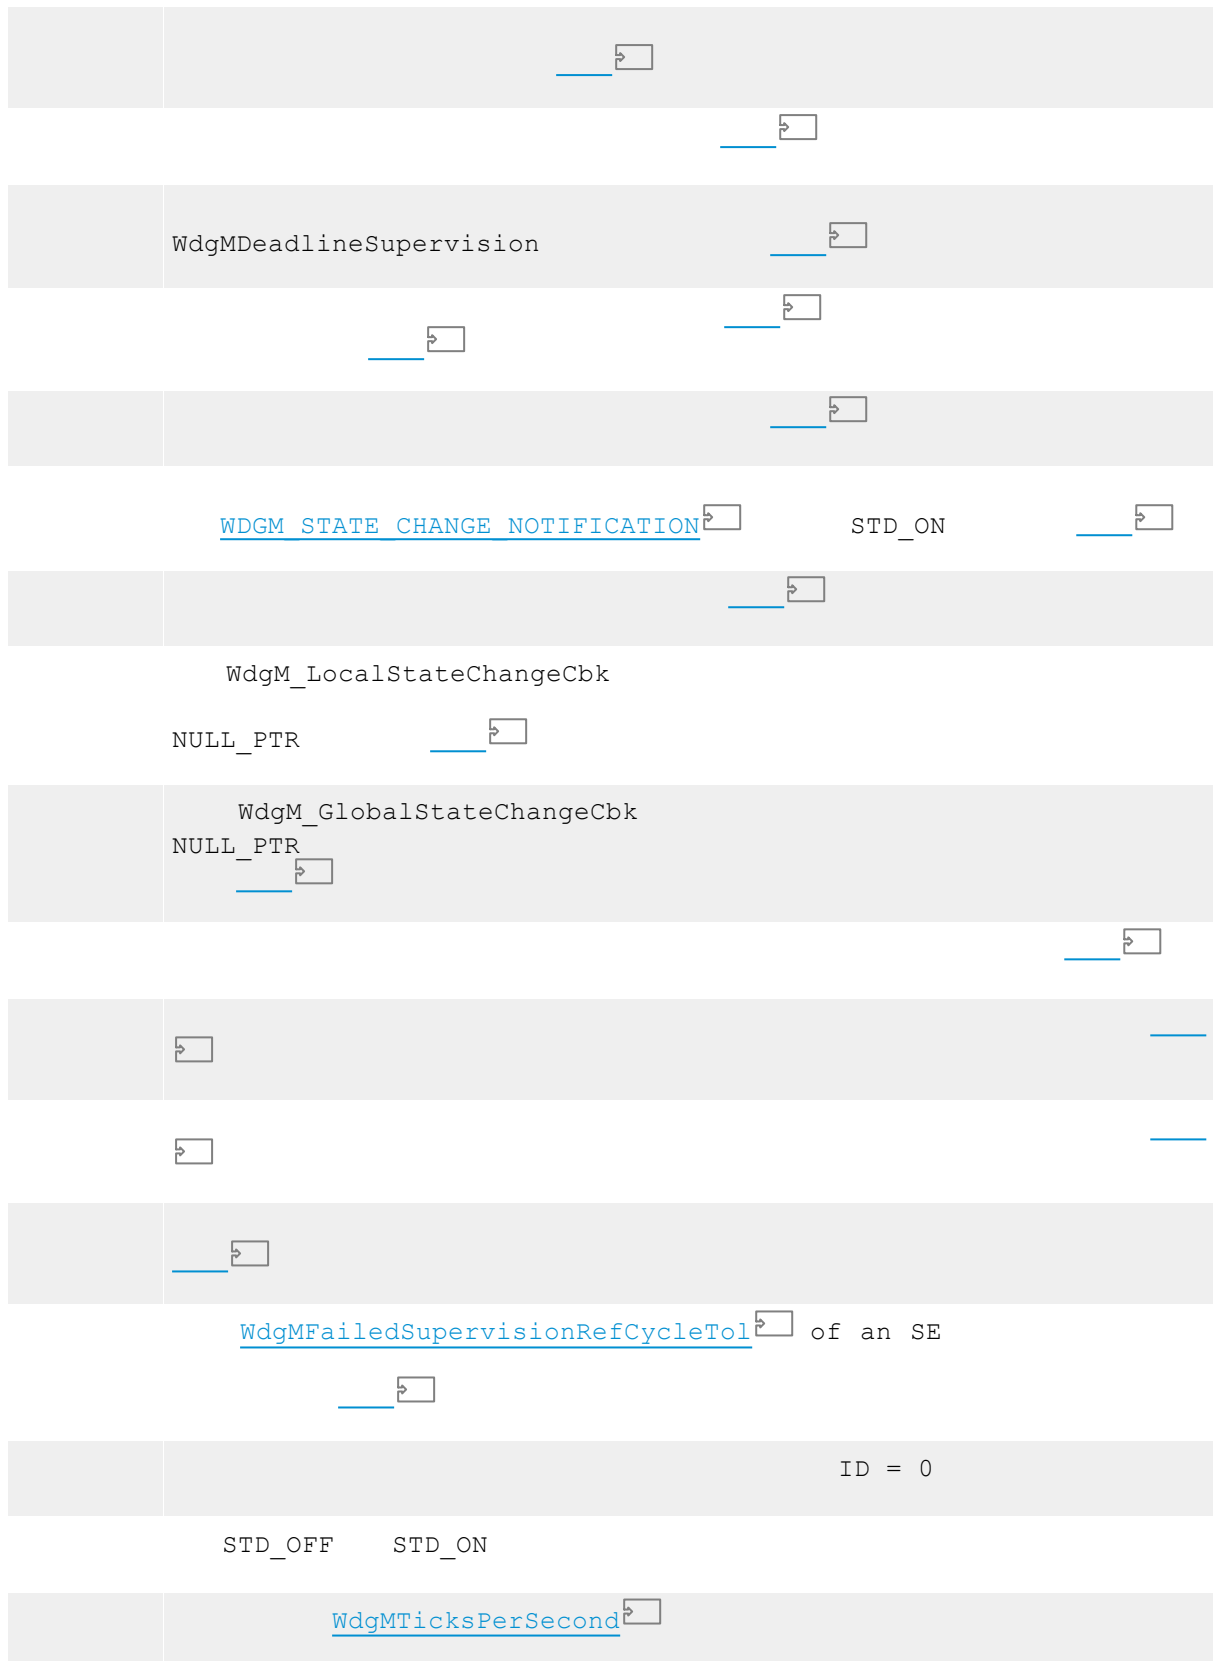 WdgMDeadlineSupervision
WDGM_STATE_CHANGE_NOTIFICATION STD_ON
WdgM_LocalStateChangeCbk
NULL_PTR
WdgM_GlobalStateChangeCbk
NULL_PTR
WdgMFailedSupervisionRefCycleTol of an SE
ID = 0
STD_OFF STD_ON
WdgMTicksPerSecond